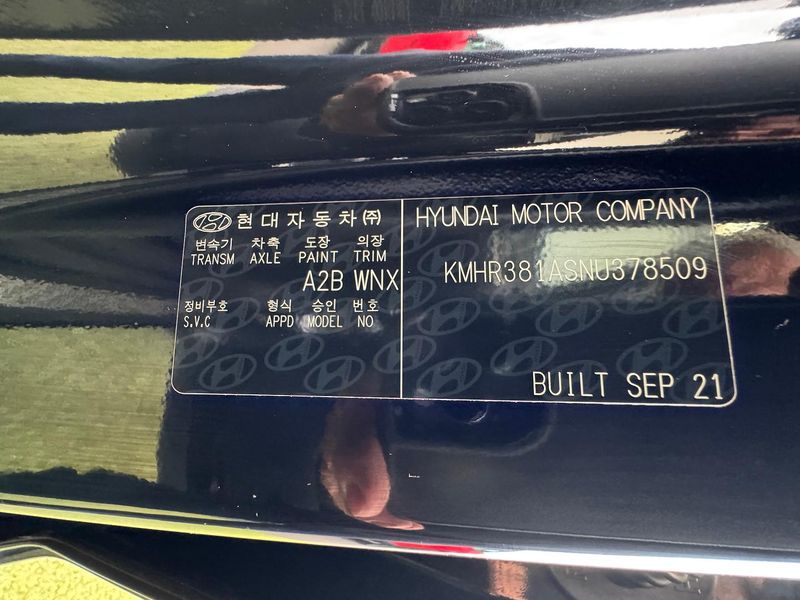 현대자동차(주)
변속기 차축 도장 의장
TRANSM AXLE PAINT TRIM
A2B WNX
정비부호 형식 승인 번호
S.V.C APPD MODEL NO
HYUNDAI MOTOR COMPANY
KMHR381ASNU378509
BUILT SEP 21